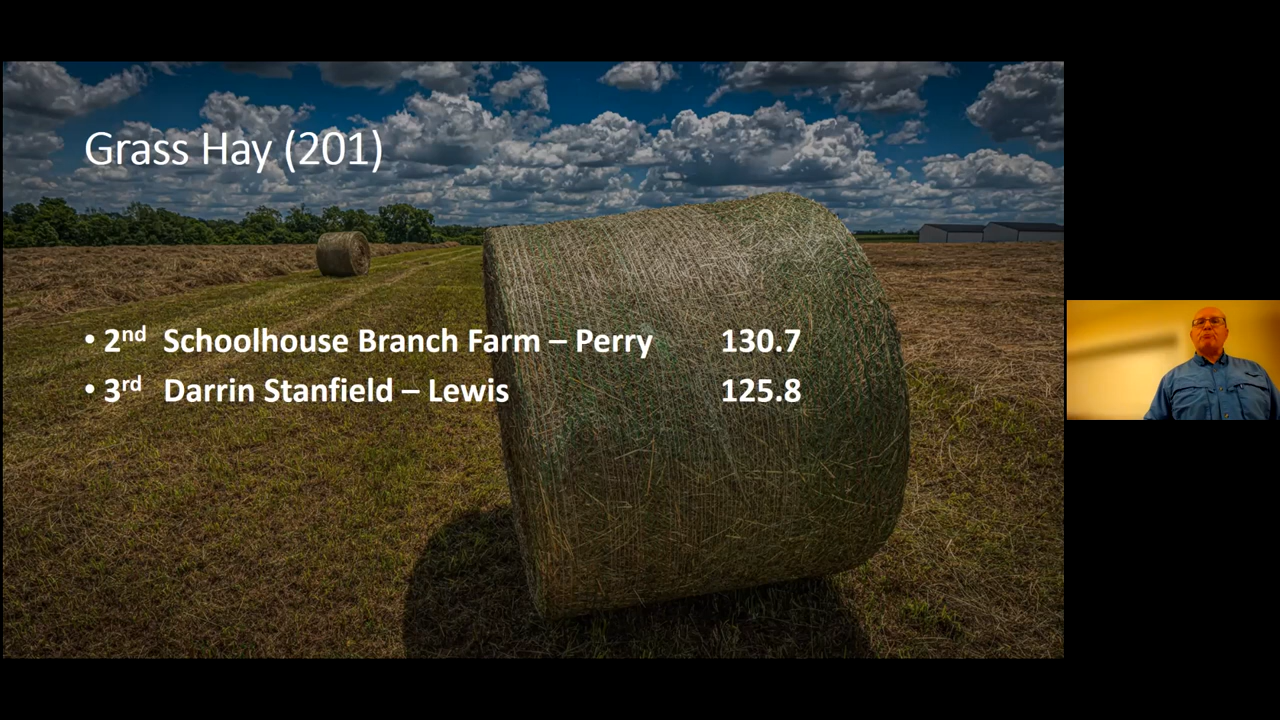 Grass Hay (201)
• 2nd Schoolhouse Branch Farm – Perry 130.7
• 3rd Darrin Stanfield – Lewis 125.8